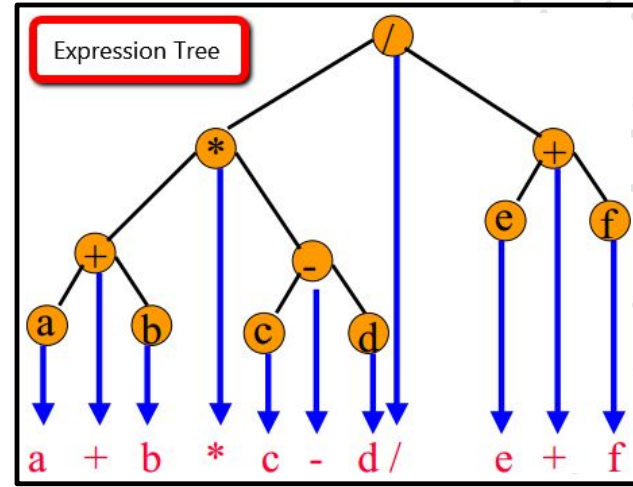 Expression Tree
/
*
+
+
-
e
f
a
b
c
d
a + b * c - d / e + f